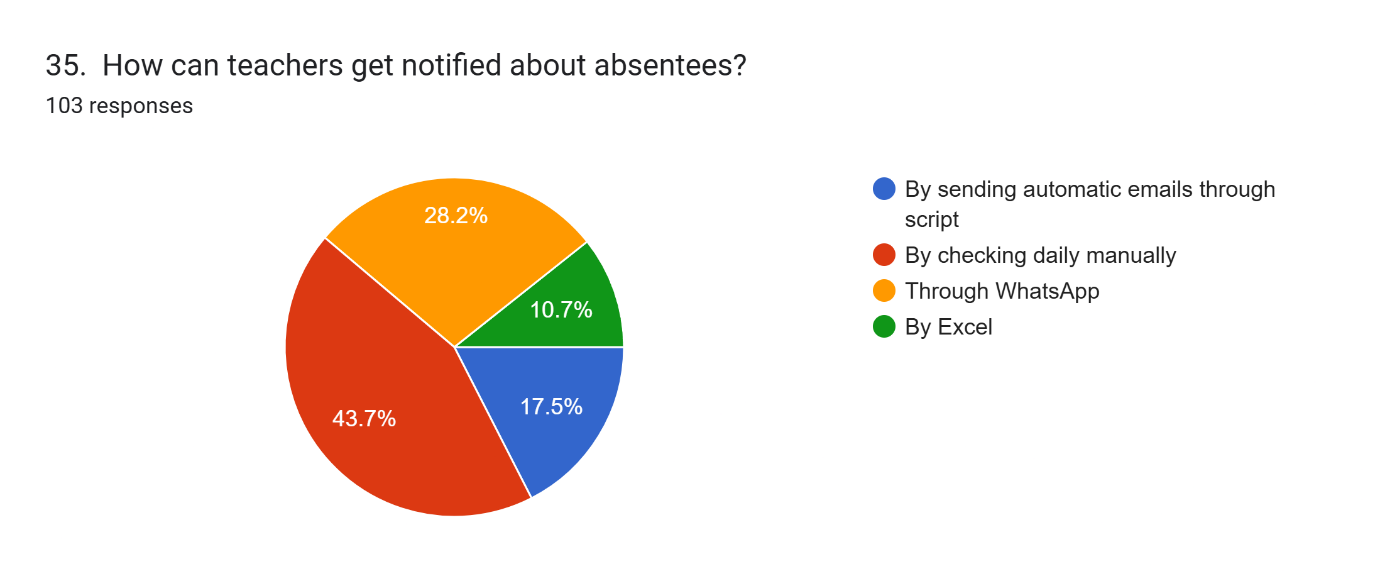 35.  How can teachers get notified about absentees?
103 responses
28.2%
10.7%
17.5%
43.7%
By sending automatic emails through
script
By checking daily manually
Through WhatsApp
By Excel